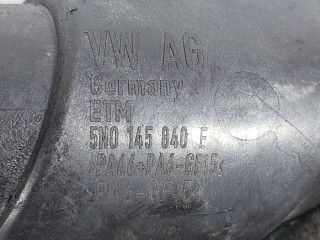 VW AG
Germany
ETM
5N0 145 840 F
>PA66+PA6-GF15<